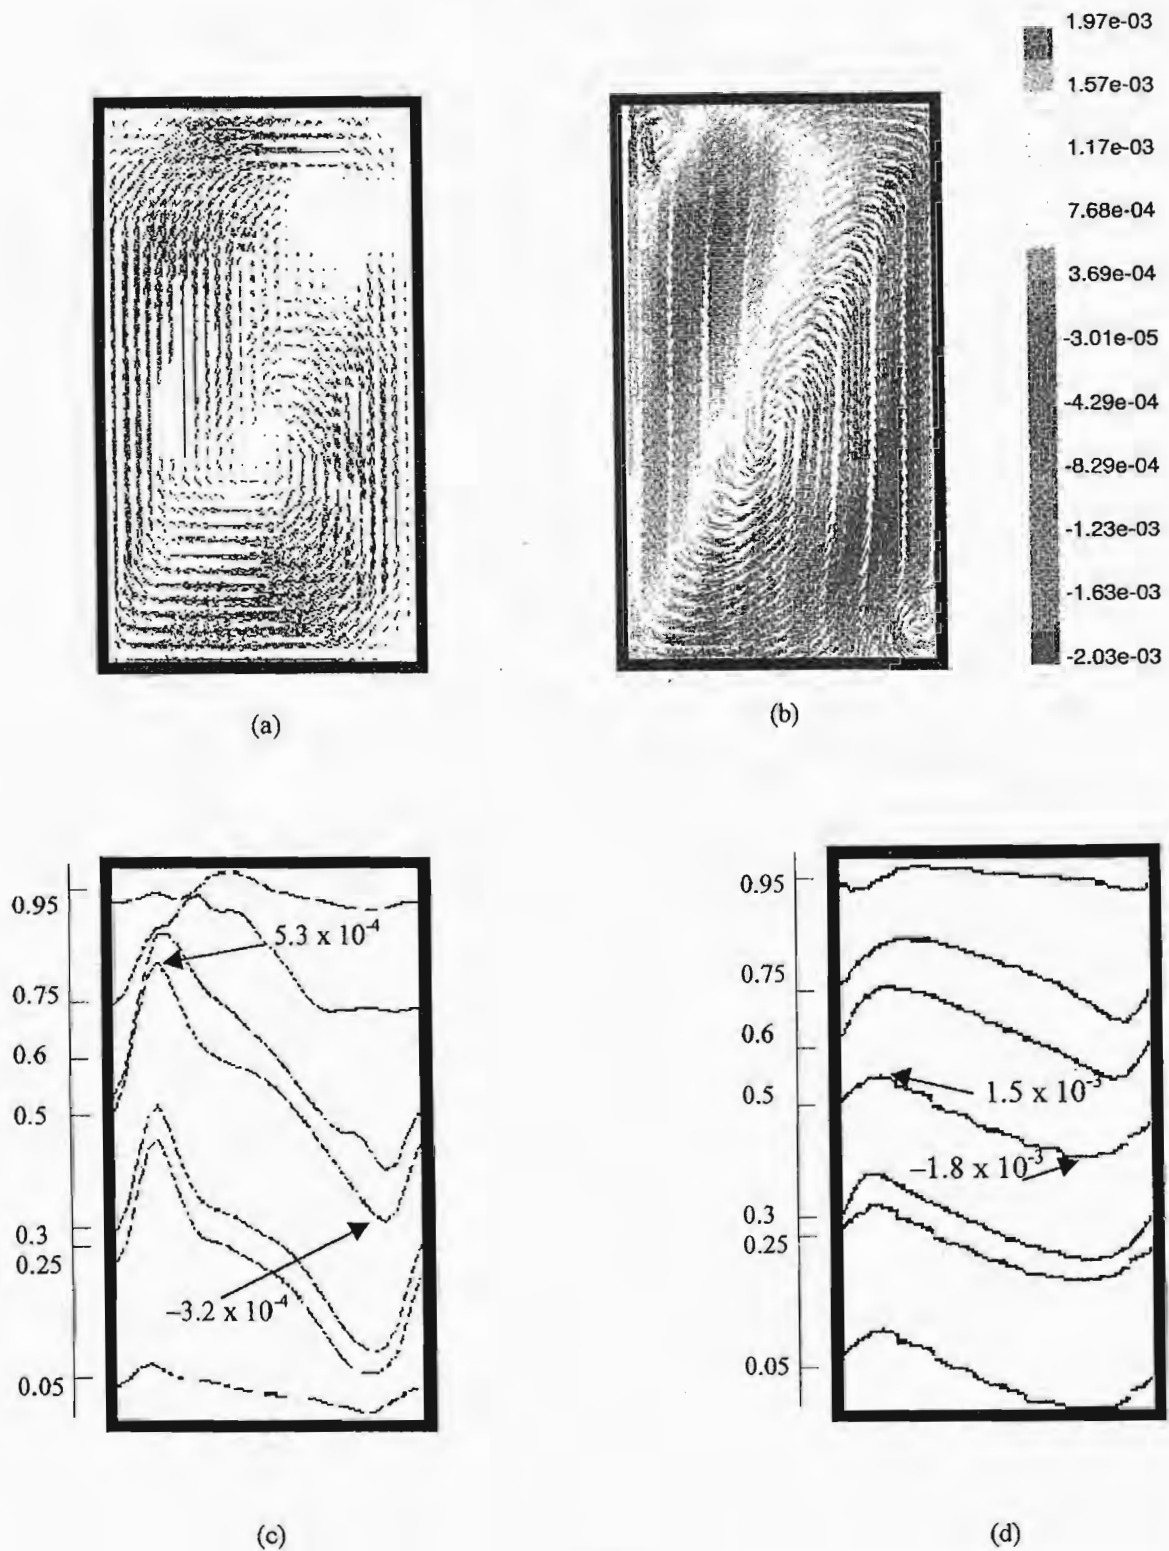 1.97e-03
1.57e-03
1.17e-03
7.68e-04
3.69e-04
-3.01e-05
-4.29e-04
-8.29e-04
-1.23e-03
-1.63e-03
-2.03e-03
(a)
(b)
0.95
0.75
0.6
0.5
0.3
0.25
0.05
5.3 x 10⁻⁴
–3.2 x 10⁻⁴
(c)
0.95
0.75
0.6
0.5
0.3
0.25
0.05
1.5 x 10⁻³
–1.8 x 10⁻³
(d)